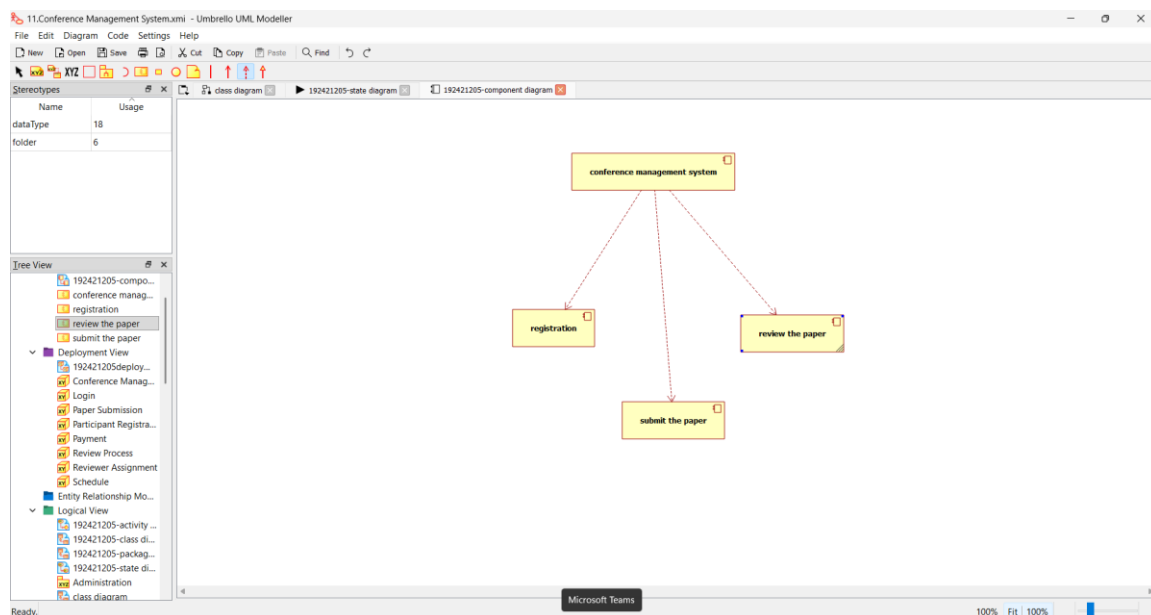 11.Conference Management System.xmi - Umbrello UML Modeller
File Edit Diagram Code Settings Help
New Open Save Cut Copy Paste Find
XYZ XYZ
Stereotypes
class diagram 192421205-state diagram 192421205-component diagram
Name Usage
dataType 18
folder 6
conference management system
registration
review the paper
submit the paper
Tree View
192421205-compo...
conference manag...
registration
review the paper
submit the paper
Deployment View
192421205deploy...
Conference Manag...
Login
Paper Submission
Participant Registra...
Payment
Review Process
Reviewer Assignment
Schedule
Entity Relationship Mo...
Logical View
192421205-activity ...
192421205-class di...
192421205-packag...
192421205-state di...
Administration
class diagram
Microsoft Teams
Ready.
100% Fit 100%